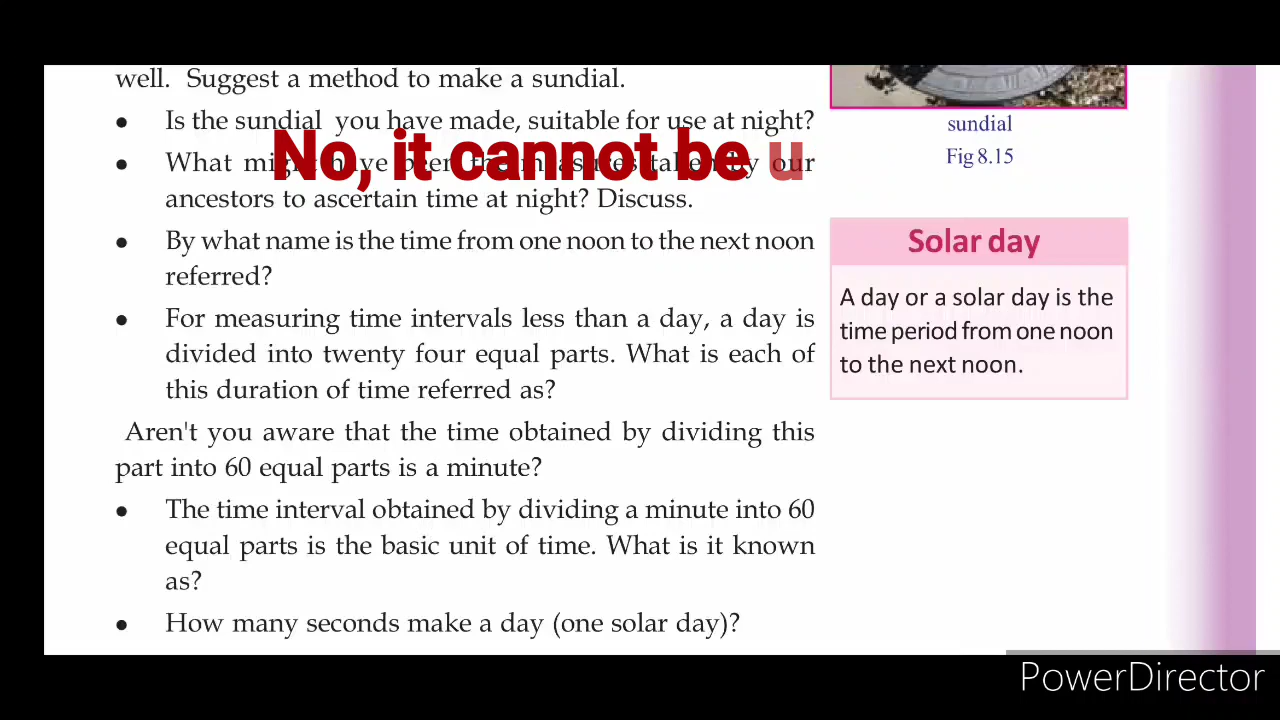 well. Suggest a method to make a sundial.
• Is the sundial you have made, suitable for use at night?
No, it cannot be u
• What might have been the measures taken by our
ancestors to ascertain time at night? Discuss.
• By what name is the time from one noon to the next noon
referred?
• For measuring time intervals less than a day, a day is
divided into twenty four equal parts. What is each of
this duration of time referred as?
Aren't you aware that the time obtained by dividing this
part into 60 equal parts is a minute?
• The time interval obtained by dividing a minute into 60
equal parts is the basic unit of time. What is it known
as?
• How many seconds make a day (one solar day)?
sundial
Fig 8.15
Solar day
A day or a solar day is the
time period from one noon
to the next noon.
PowerDirector